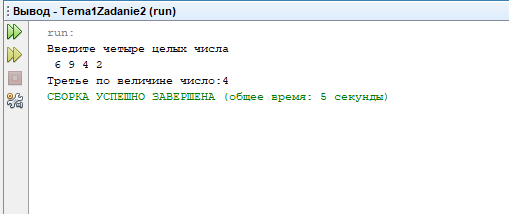 Вывод - Tema1Zadanie2 (run)
run:
Введите четыре целых числа
6 9 4 2
Третье по величине число:4
СБОРКА УСПЕШНО ЗАВЕРШЕНА (общее время: 5 секунды)